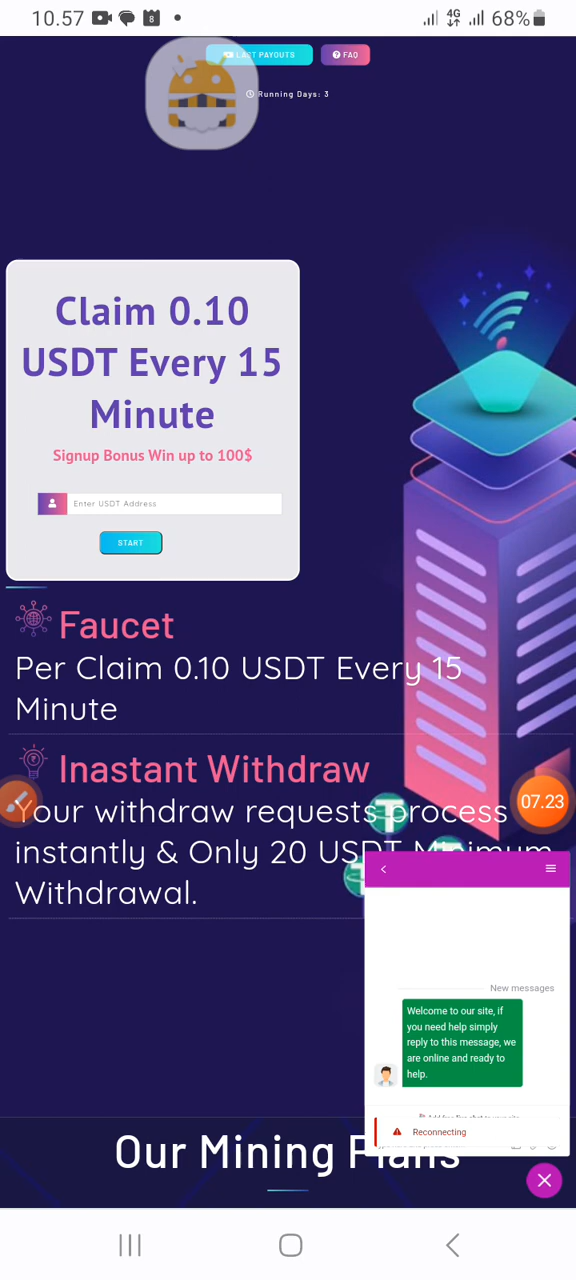 10.57
8
4G
68%
LAST PAYOUTS
FAQ
Running Days: 3
Claim 0.10
USDT Every 15
Minute
Signup Bonus Win up to 100$
Enter USDT Address
START
Faucet
Per Claim 0.10 USDT Every 15
Minute
Inastant Withdraw
Your withdraw requests process
instantly & Only 20 USDT Minimum
Withdrawal.
07.23
New messages
Welcome to our site, if
you need help simply
reply to this message, we
are online and ready to
help.
Reconnecting
Our Mining Plans